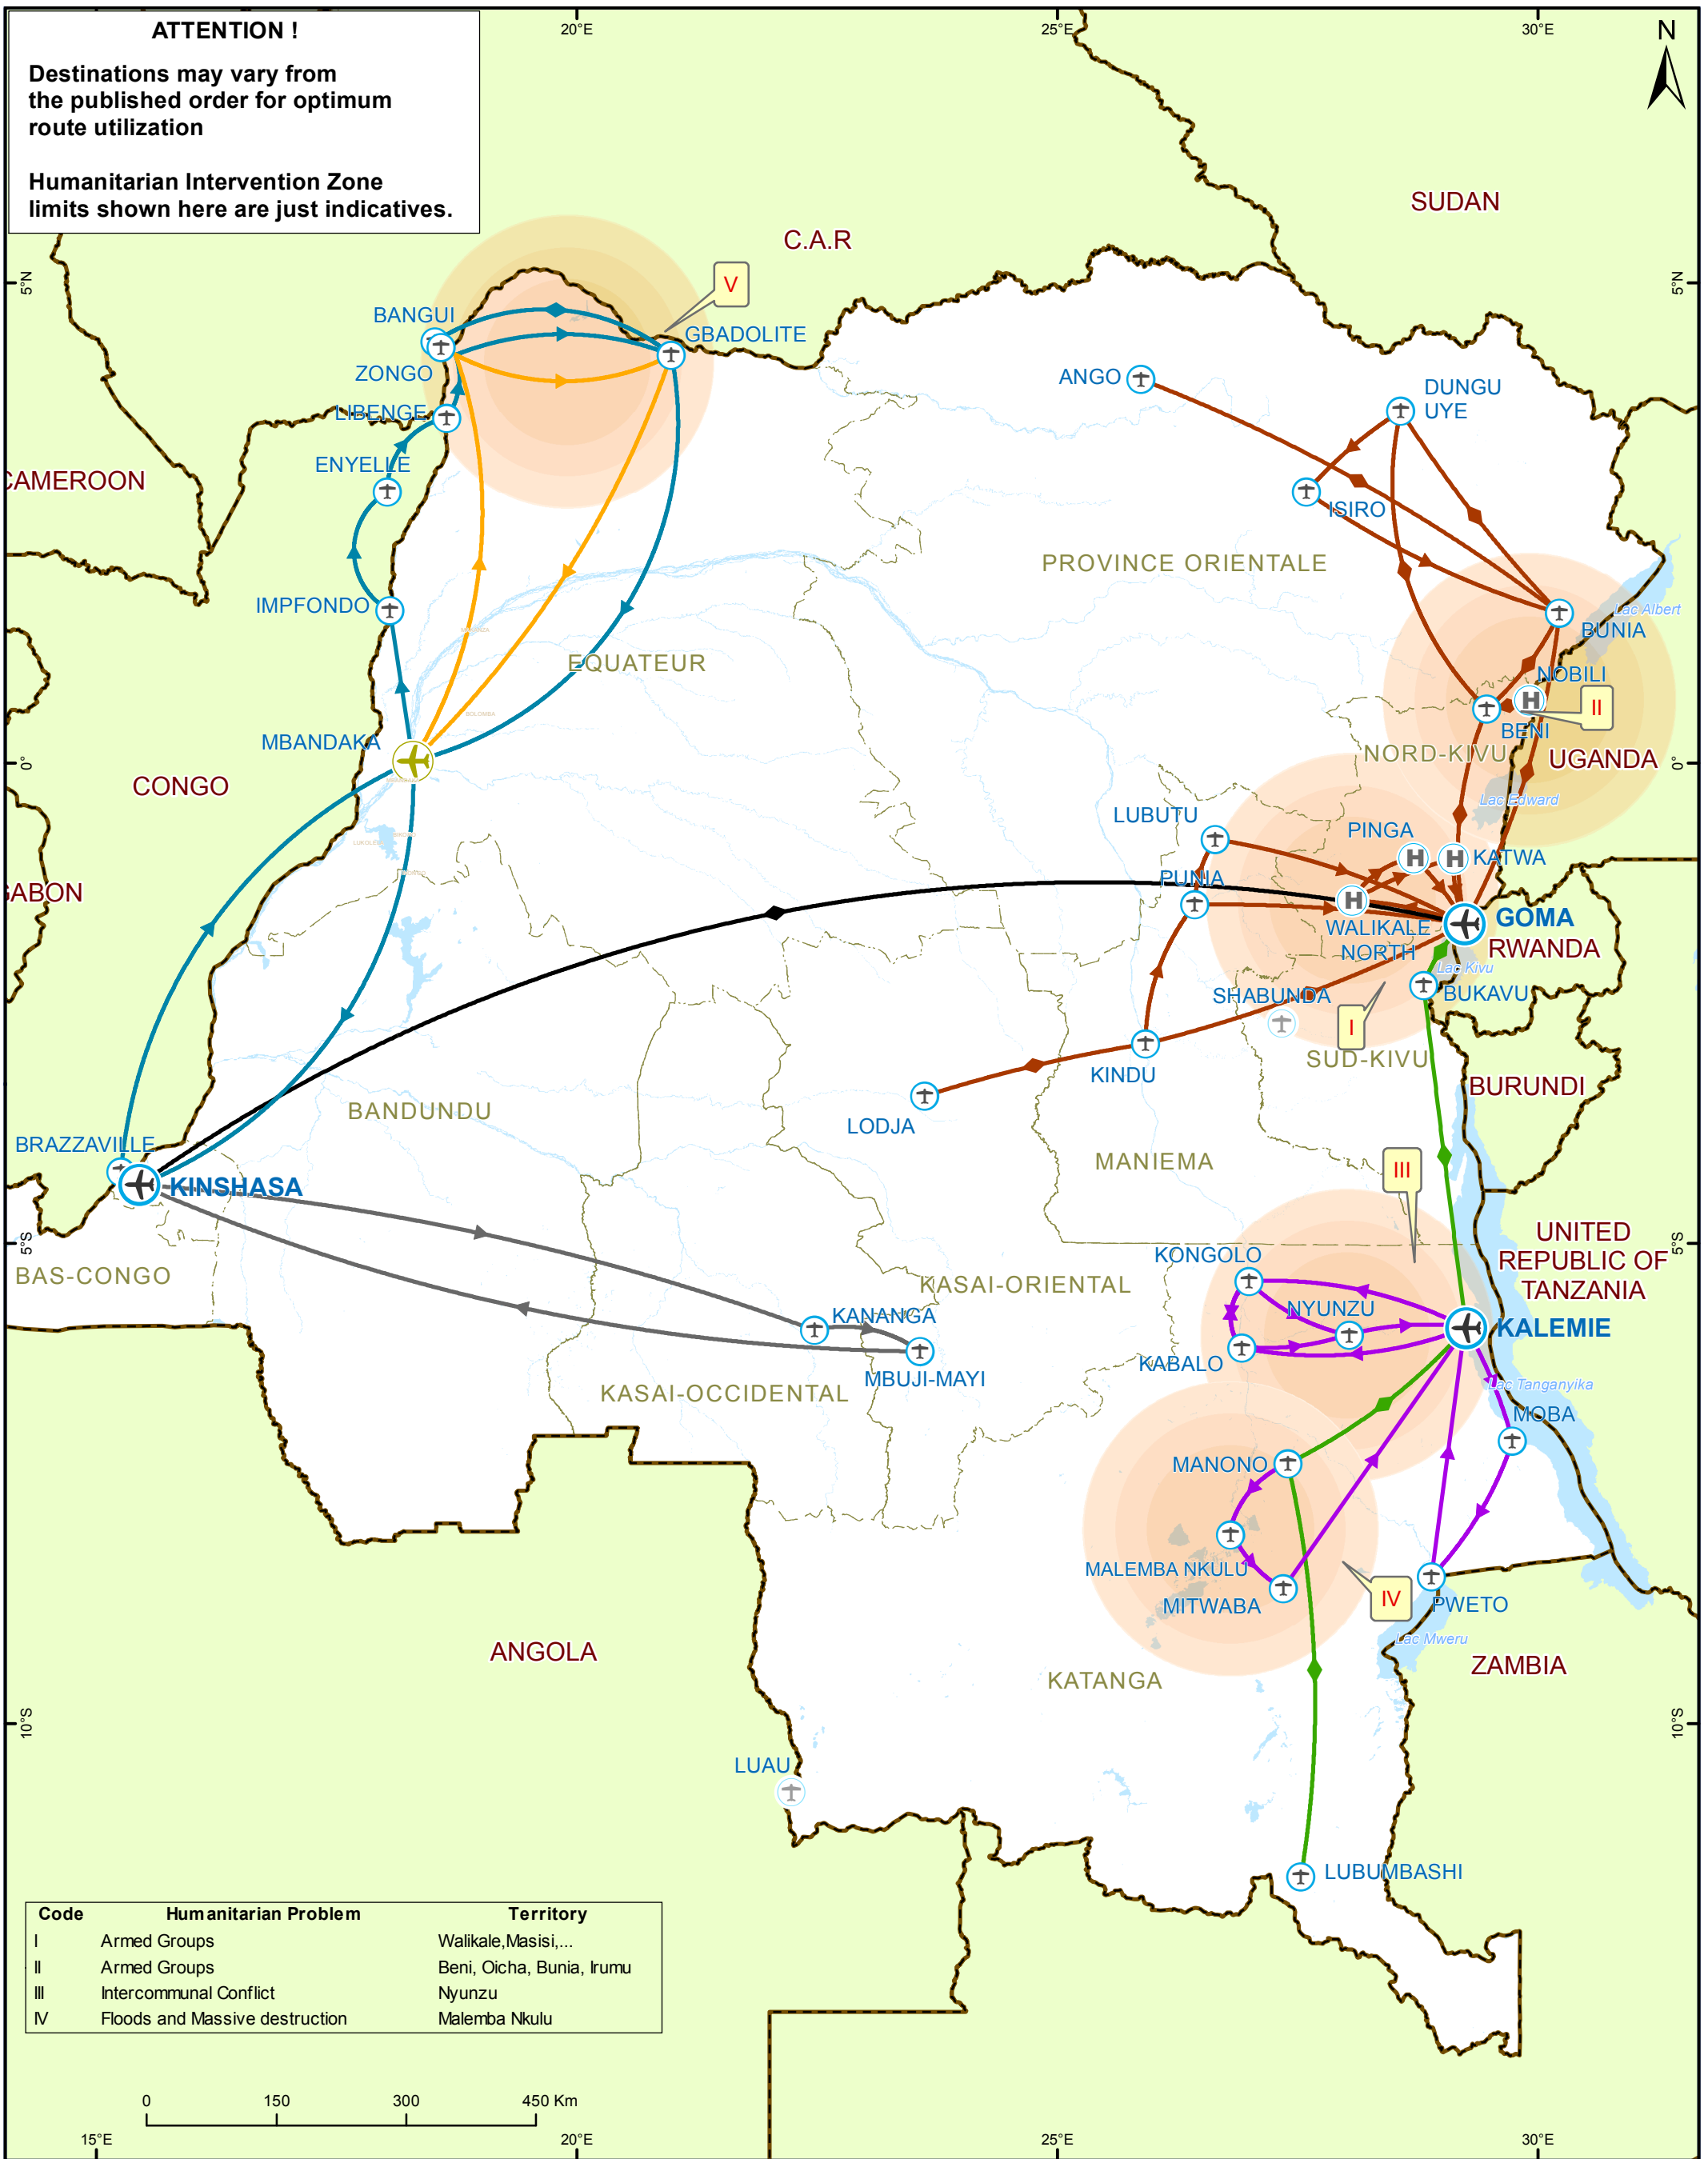 ATTENTION !
Destinations may vary from
the published order for optimum
route utilization
Humanitarian Intervention Zone
limits shown here are just indicatives.
20°E
25°E
30°E
N
SUDAN
C.A.R
5°N
5°N
V
BANGUI
GBADOLITE
ZONGO
ANGO
DUNGU
UYE
LIBENGE
ENYELLE
CAMEROON
ISIRO
PROVINCE ORIENTALE
IMPFONDO
Lac Albert
BUNIA
EQUATEUR
NOBILI
II
BOLOMBA
BENI
MBANDAKA
NORD-KIVU
UGANDA
0°
0°
CONGO
Lac Edward
LUBUTU
PINGA
KATWA
PUNIA
GABON
GOMA
WALIKALE
NORTH
RWANDA
Lac Kivu
SHABUNDA
BUKAVU
I
SUD-KIVU
KINDU
BURUNDI
BANDUNDU
LODJA
BRAZZAVILLE
MANIEMA
III
KINSHASA
UNITED
REPUBLIC OF
TANZANIA
5°S
5°S
KONGOLO
BAS-CONGO
KASAI-ORIENTAL
NYUNZU
KANANGA
KALEMIE
KABALO
MBUJI-MAYI
Lac Tanganyika
KASAI-OCCIDENTAL
MOBA
MANONO
MALEMBA NKULU
IV
MITWABA
PWETO
Lac Mweru
ANGOLA
ZAMBIA
KATANGA
10°S
10°S
LUAU
LUBUMBASHI
Code Humanitarian Problem Territory
I Armed Groups Walikale,Masisi,...
II Armed Groups Beni, Oicha, Bunia, Irumu
III Intercommunal Conflict Nyunzu
IV Floods and Massive destruction Malemba Nkulu
0 150 300 450 Km
15°E
20°E
25°E
30°E